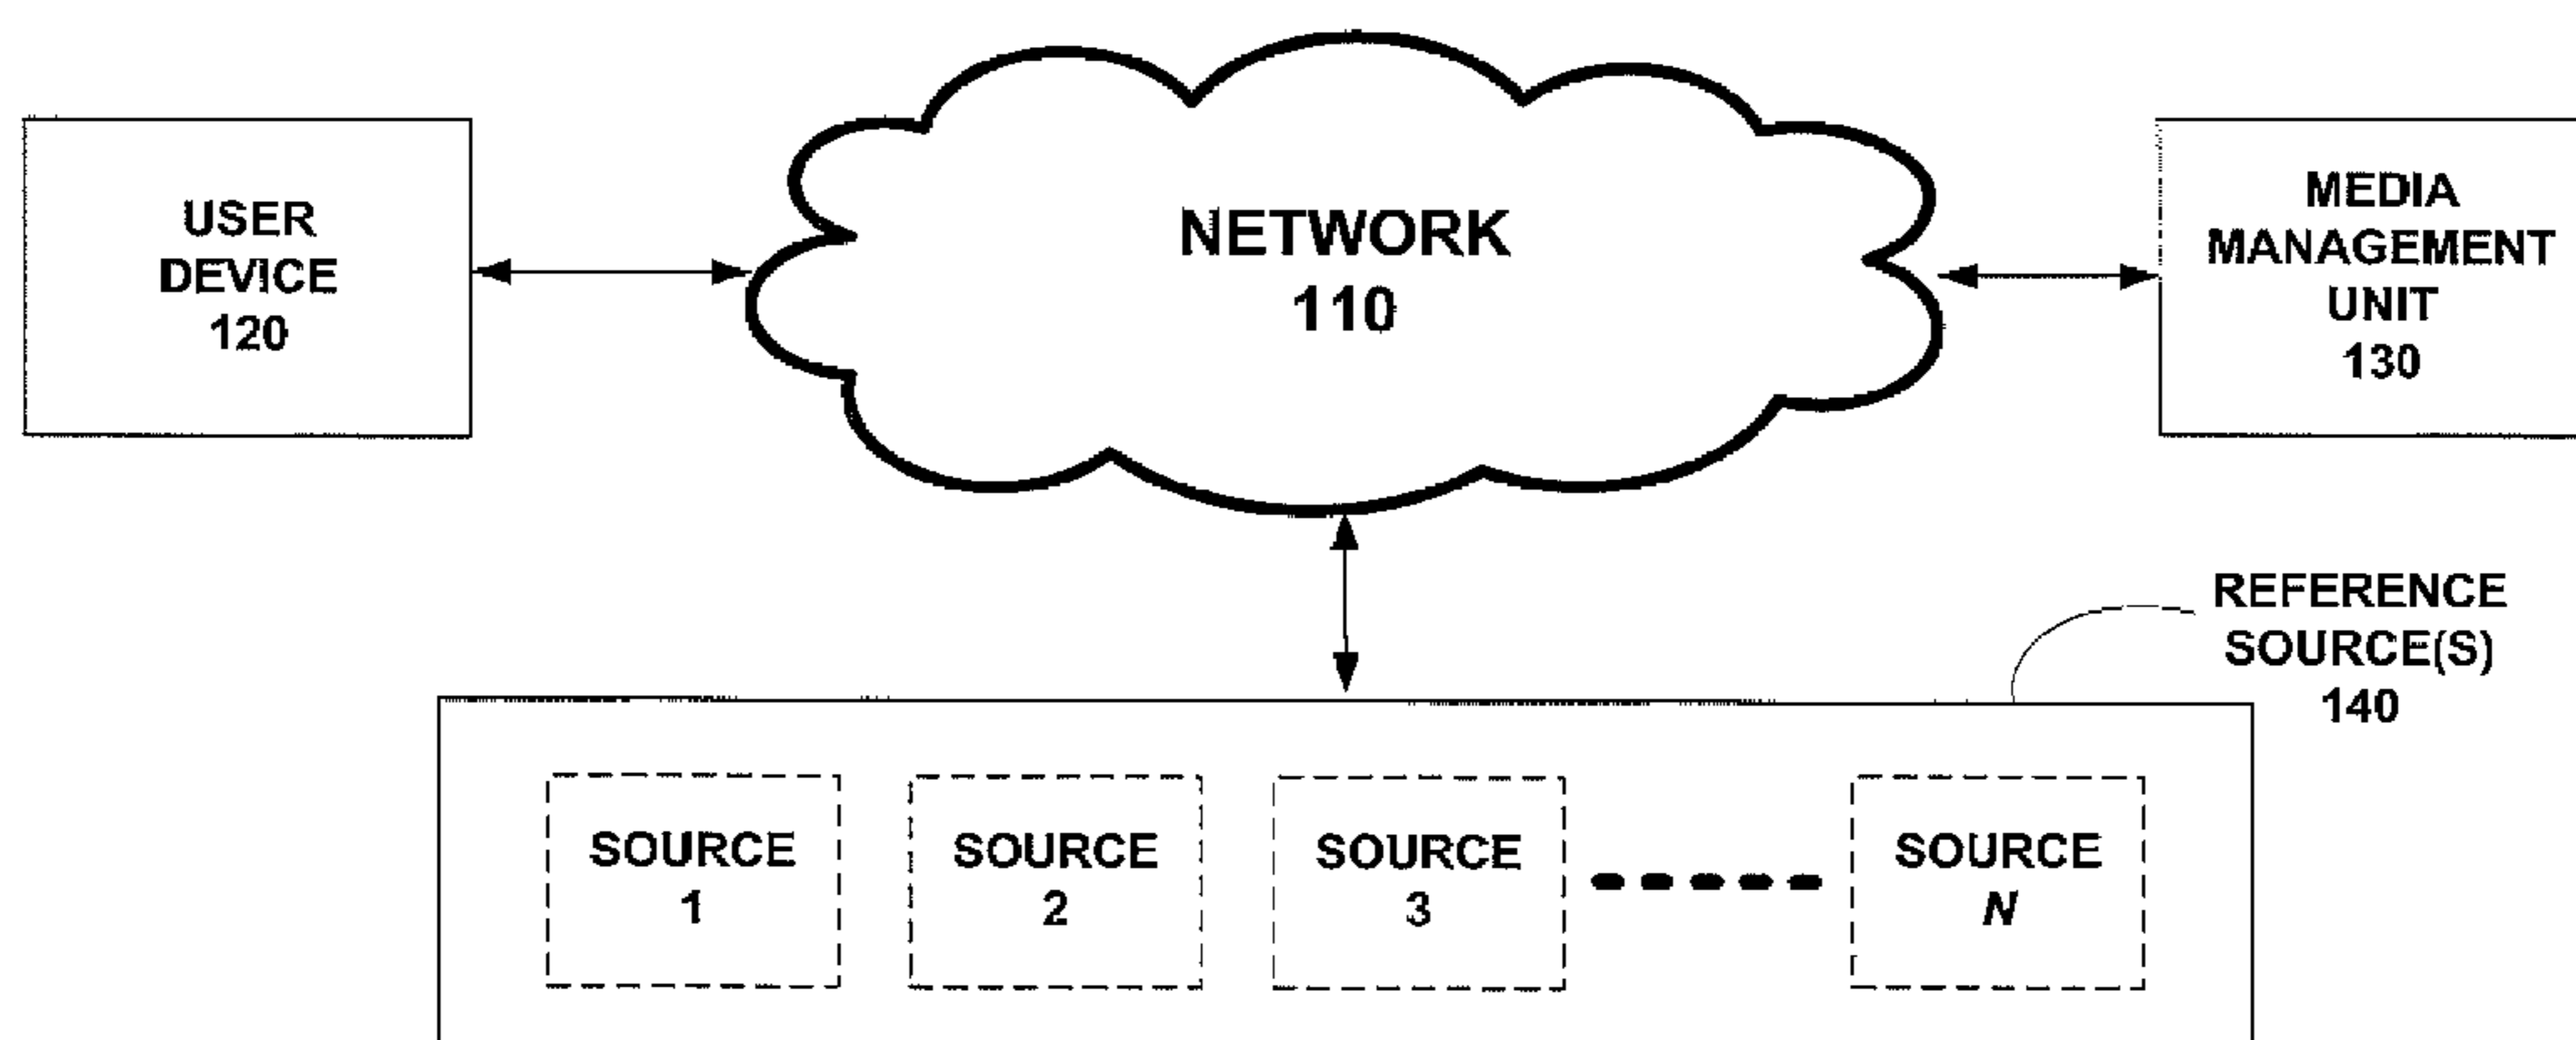 USER
DEVICE
120
NETWORK
110
MEDIA
MANAGEMENT
UNIT
130
REFERENCE
SOURCE(S)
140
SOURCE
1
SOURCE
2
SOURCE
3
SOURCE
N